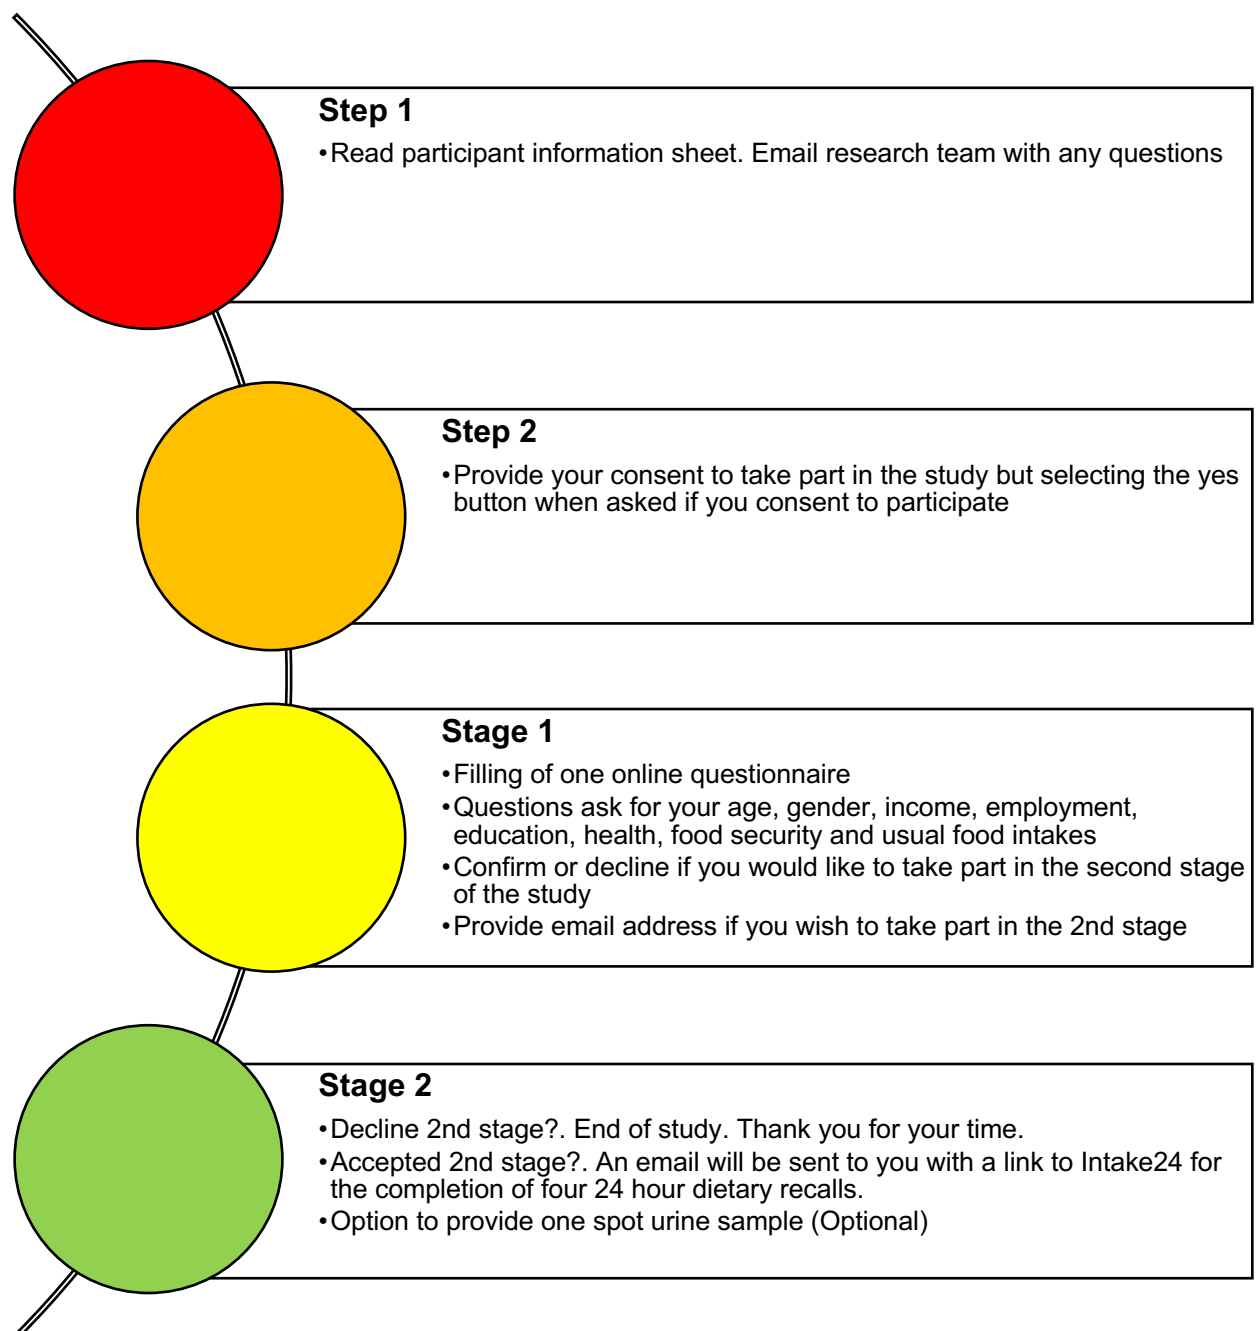 Step 1
•Read participant information sheet. Email research team with any questions
Step 2
•Provide your consent to take part in the study but selecting the yes
button when asked if you consent to participate
Stage 1
•Filling of one online questionnaire
•Questions ask for your age, gender, income, employment,
education, health, food security and usual food intakes
•Confirm or decline if you would like to take part in the second stage
of the study
•Provide email address if you wish to take part in the 2nd stage
Stage 2
•Decline 2nd stage?. End of study. Thank you for your time.
•Accepted 2nd stage?. An email will be sent to you with a link to Intake24 for
the completion of four 24 hour dietary recalls.
•Option to provide one spot urine sample (Optional)